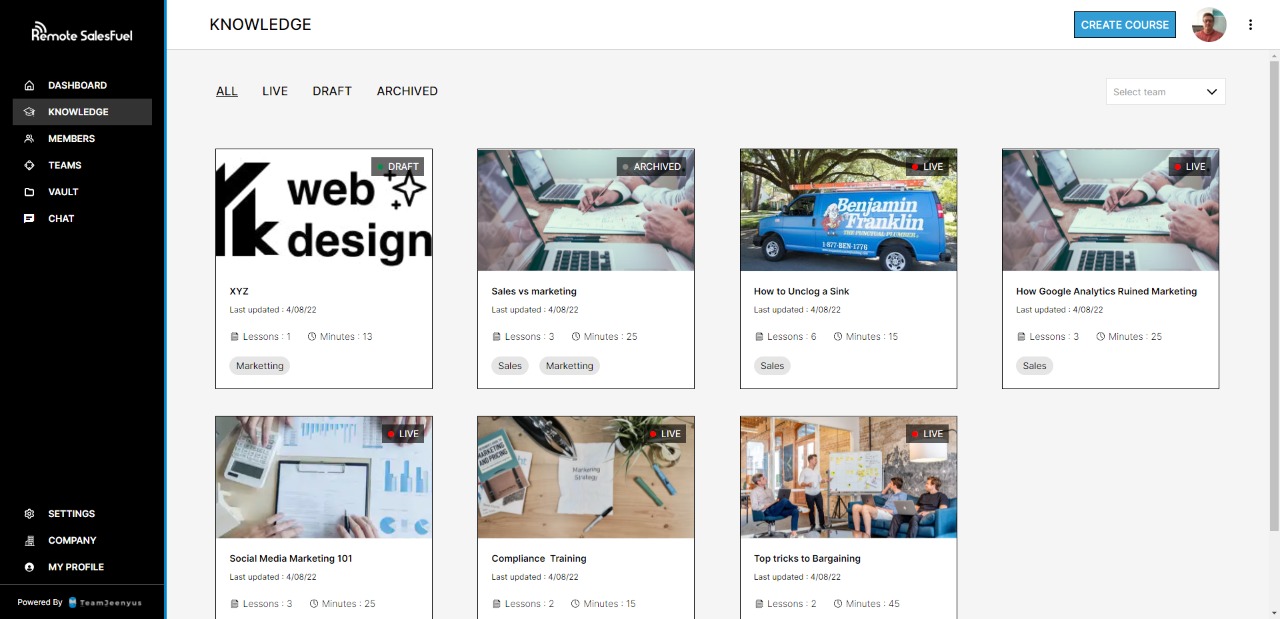 Remote SalesFuel
KNOWLEDGE
CREATE COURSE
DASHBOARD
KNOWLEDGE
MEMBERS
TEAMS
VAULT
CHAT
SETTINGS
COMPANY
MY PROFILE
Powered By TeamJeenyus
ALL LIVE DRAFT ARCHIVED
Select team
DRAFT
web
design
XYZ
Last updated : 4/08/22
Lessons : 1 Minutes : 13
Marketting
ARCHIVED
Sales vs marketing
Last updated : 4/08/22
Lessons : 3 Minutes : 25
Sales Marketting
LIVE
Benjamin
Franklin
THE PUNCTUAL PLUMBER
1-877-BEN-1776
How to Unclog a Sink
Last updated : 4/08/22
Lessons : 6 Minutes : 15
Sales
LIVE
How Google Analytics Ruined Marketing
Last updated : 4/08/22
Lessons : 3 Minutes : 25
Sales
LIVE
Social Media Marketing 101
Last updated : 4/08/22
Lessons : 3 Minutes : 25
LIVE
MARKETING
AND PRICING
Marketing
Strategy
Compliance Training
Last updated : 4/08/22
Lessons : 2 Minutes : 15
LIVE
Top tricks to Bargaining
Last updated : 4/08/22
Lessons : 2 Minutes : 45